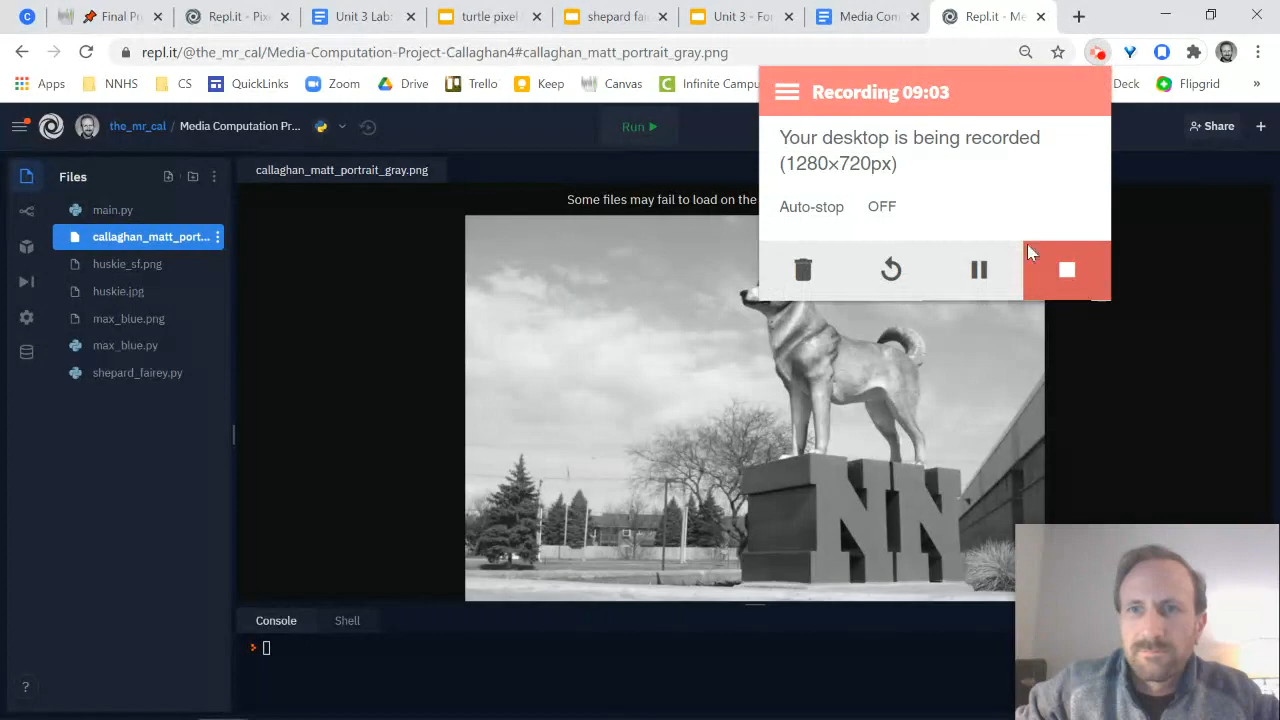 Final Pr
Repl.it - Pix
Unit 3 Lab:
turtle pixel
shepard fai
Unit 3 - For
Media Com
Repl.it - Me
repl.it/@the_mr_cal/Media-Computation-Project-Callaghan4#callaghan_matt_portrait_gray.png
Apps
NNHS
CS
QuickLinks
Zoom
Drive
Trello
Keep
Canvas
Infinite Campu
Deck
Flipgrid
»
Recording 09:03
Your desktop is being recorded
(1280×720px)
Auto-stop OFF
the_mr_cal / Media Computation Pr...
Run
Share
Files
callaghan_matt_portrait_gray.png
Some files may fail to load on the
main.py
callaghan_matt_port...
huskie_sf.png
huskie.jpg
max_blue.png
max_blue.py
shepard_fairey.py
NN
Console
Shell
?